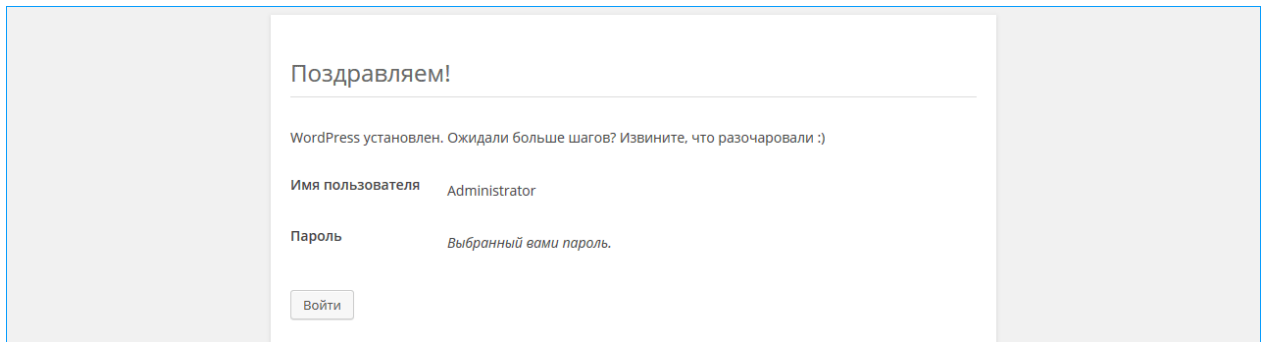 Поздравляем!
WordPress установлен. Ожидали больше шагов? Извините, что разочаровали :)
Имя пользователя Administrator
Пароль Выбранный вами пароль.
Войти